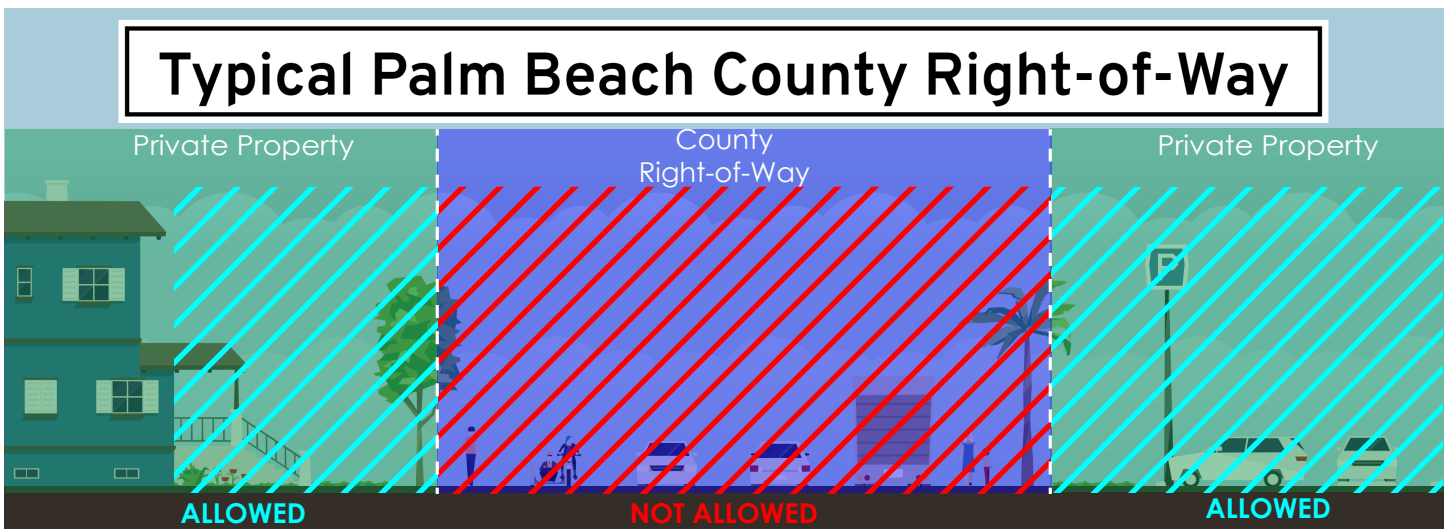 Typical Palm Beach County Right-of-Way
Private Property
County
Right-of-Way
Private Property
P
ALLOWED
NOT ALLOWED
ALLOWED